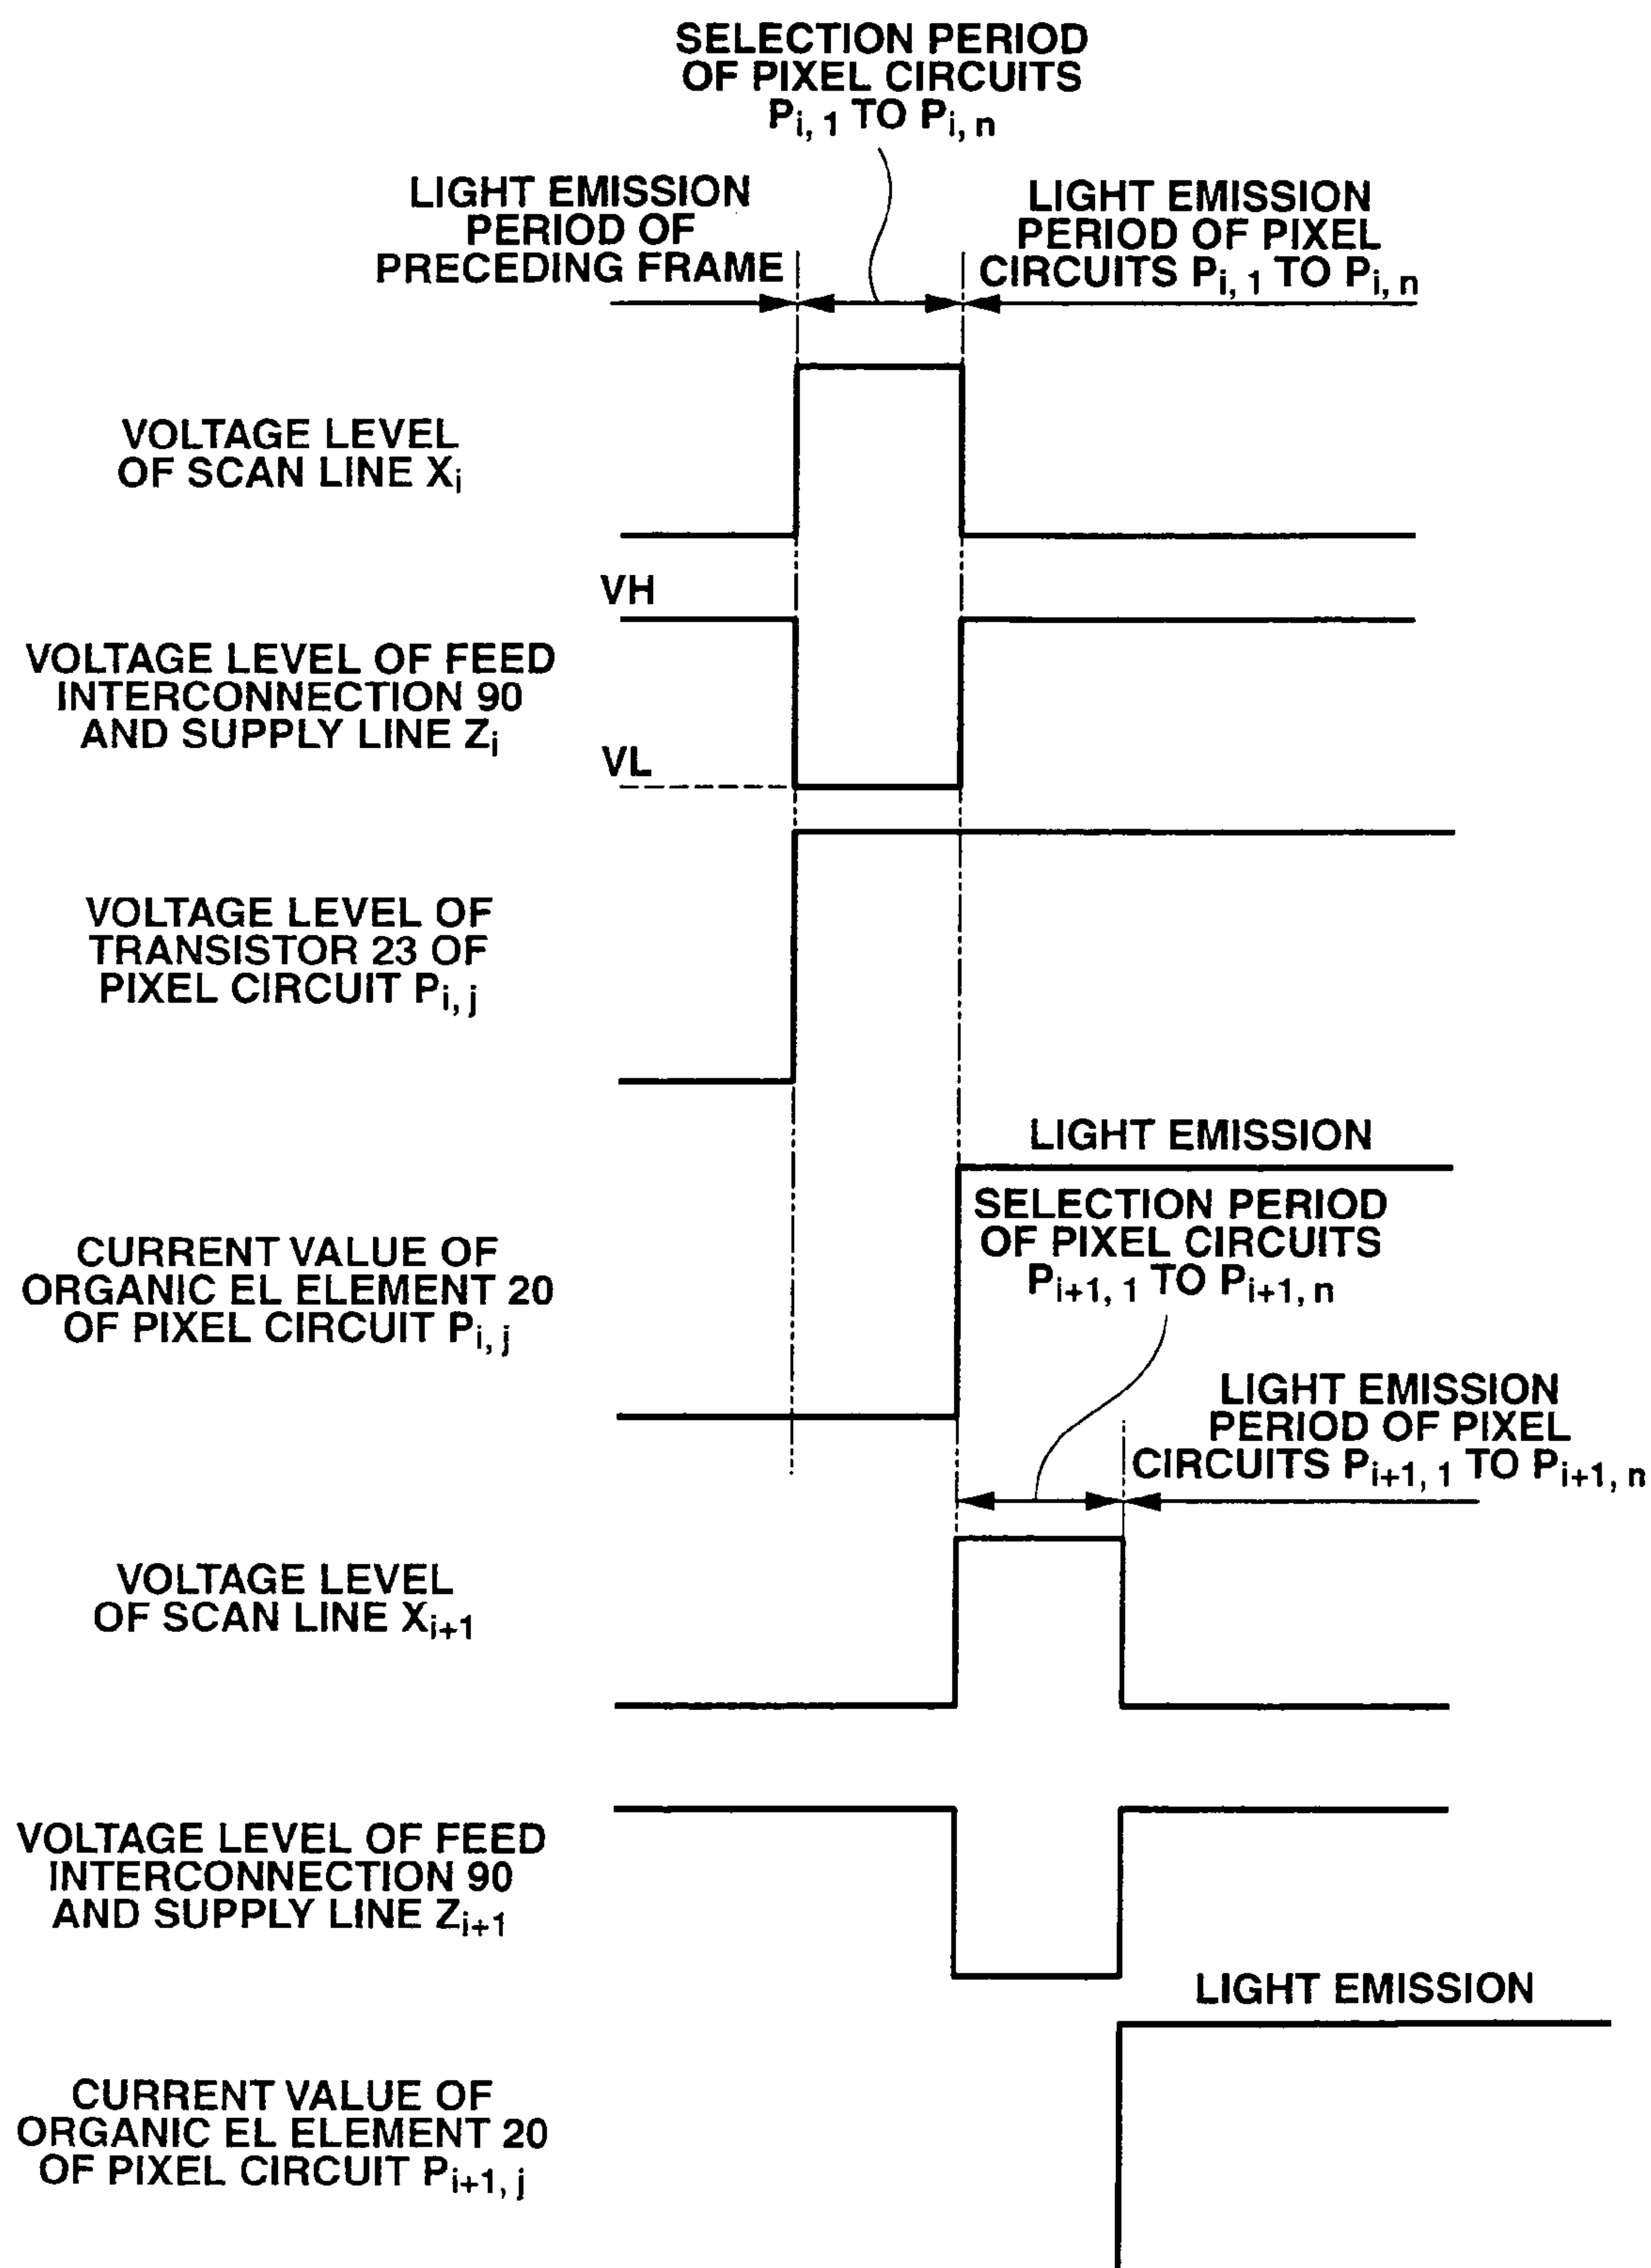 SELECTION PERIOD
OF PIXEL CIRCUITS
Pi, 1 TO Pi, n
LIGHT EMISSION
PERIOD OF
PRECEDING FRAME
LIGHT EMISSION
PERIOD OF PIXEL
CIRCUITS Pi, 1 TO Pi, n
VOLTAGE LEVEL
OF SCAN LINE Xi
VH
VOLTAGE LEVEL OF FEED
INTERCONNECTION 90
AND SUPPLY LINE Zi
VL
VOLTAGE LEVEL OF
TRANSISTOR 23 OF
PIXEL CIRCUIT Pi, j
LIGHT EMISSION
SELECTION PERIOD
OF PIXEL CIRCUITS
Pi+1, 1 TO Pi+1, n
CURRENT VALUE OF
ORGANIC EL ELEMENT 20
OF PIXEL CIRCUIT Pi, j
LIGHT EMISSION
PERIOD OF PIXEL
CIRCUITS Pi+1, 1 TO Pi+1, n
VOLTAGE LEVEL
OF SCAN LINE Xi+1
VOLTAGE LEVEL OF FEED
INTERCONNECTION 90
AND SUPPLY LINE Zi+1
LIGHT EMISSION
CURRENT VALUE OF
ORGANIC EL ELEMENT 20
OF PIXEL CIRCUIT Pi+1, j